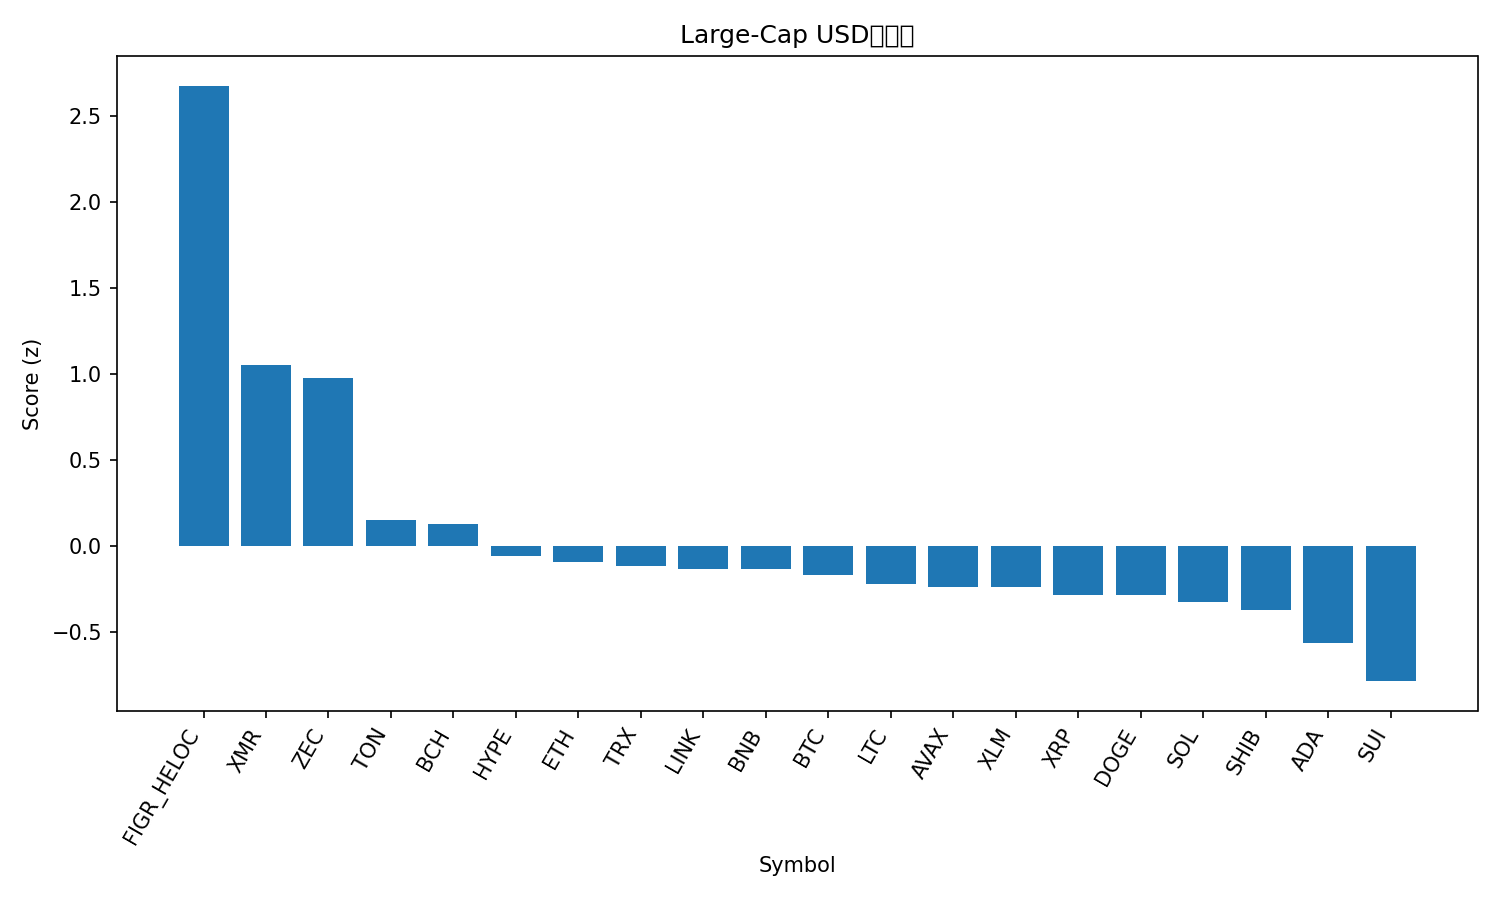 Large-Cap USD
Score (z)
2.5
2.0
1.5
1.0
0.5
0.0
−0.5
FIGR_HELOC
XMR
ZEC
TON
BCH
HYPE
ETH
TRX
LINK
BNB
BTC
LTC
AVAX
XLM
XRP
DOGE
SOL
SHIB
ADA
SUI
Symbol